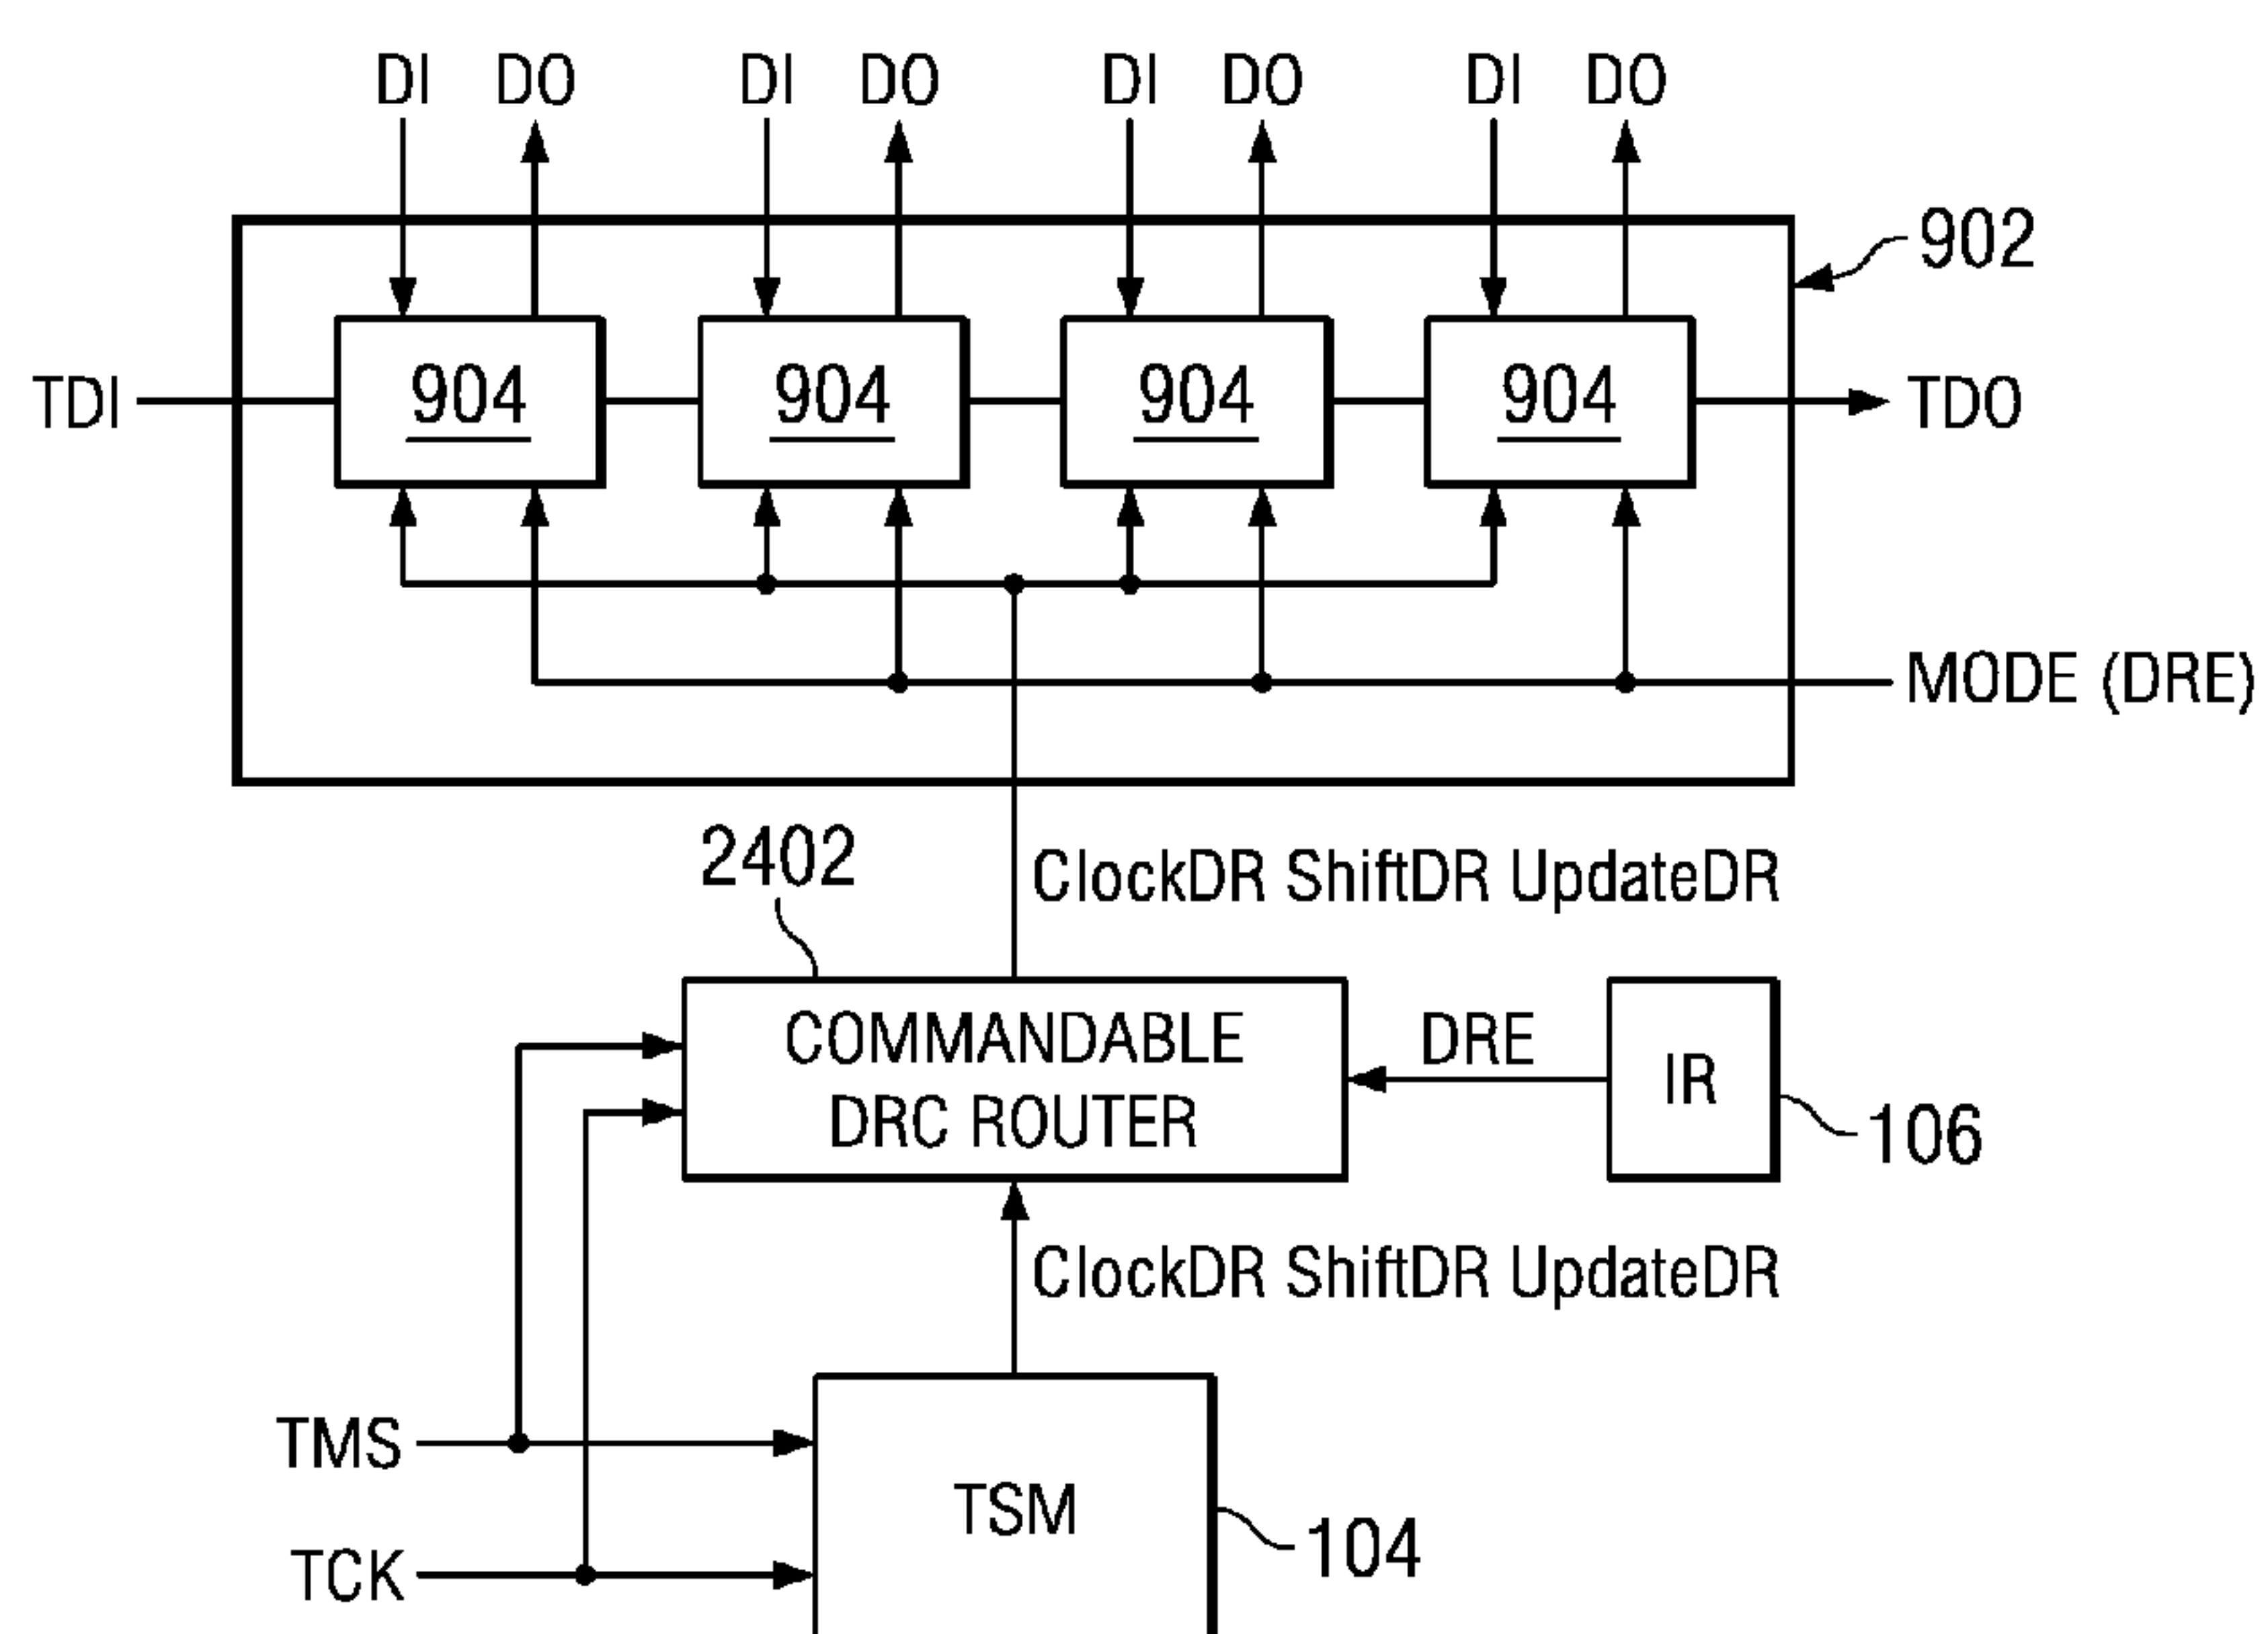 DI DO DI DO DI DO DI DO
902
TDI 904 904 904 904 TDO
MODE (DRE)
2402
ClockDR ShiftDR UpdateDR
COMMANDABLE
DRC ROUTER
DRE
IR
106
ClockDR ShiftDR UpdateDR
TMS
TSM
TCK
104